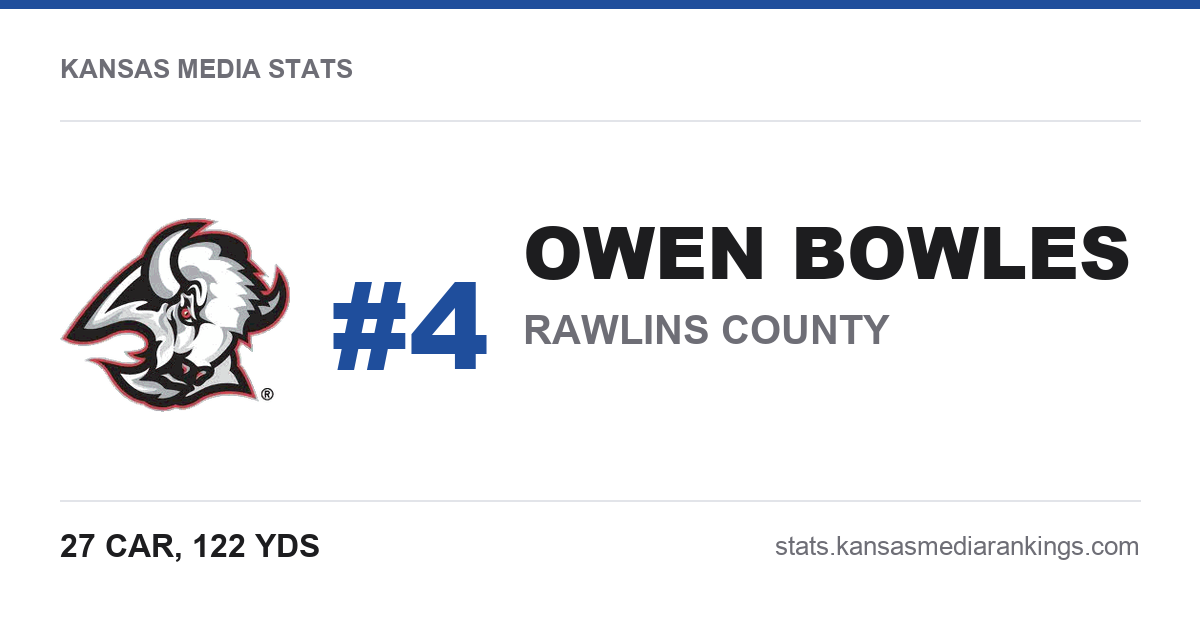 KANSAS MEDIA STATS
#4
OWEN BOWLES
RAWLINS COUNTY
®
27 CAR, 122 YDS
stats.kansasmediarankings.com